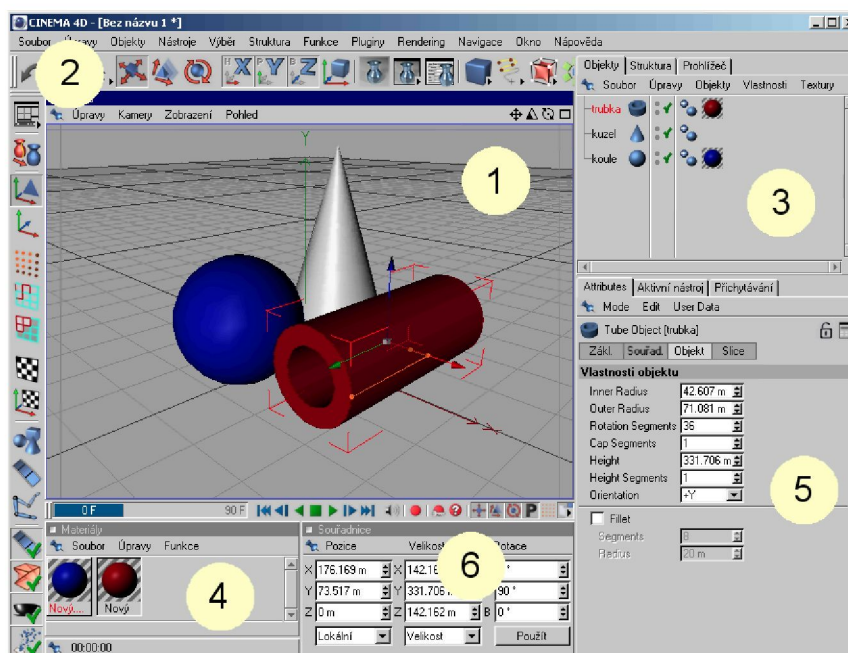 CINEMA 4D - [Bez názvu 1 *]
Soubor Úpravy Objekty Nástroje Výběr Struktura Funkce Pluginy Rendering Navigace Okno Nápověda
2
X Y Z
Úpravy Kamery Zobrazení Pohled
Y
1
Objekty Struktura Prohlížeč
Soubor Úpravy Objekty Vlastnosti Textury
trubka
kuzel
koule
3
Attributes Aktivní nástroj Přichytávání
Mode Edit User Data
Tube Object [trubka]
Zákl. Souřad. Objekt Slice
Vlastnosti objektu
Inner Radius 42.607 m
Outer Radius 71.081 m
Rotation Segments 36
Cap Segments 1
Height 331.706 m
Height Segments 1
Orientation +Y
5
Fillet
Segments 8
Radius 20 m
0 F 90 F
P
Materiály
Soubor Úpravy Funkce
Nový.... Nový
4
00:00:00
Souřadnice
Pozice Velikost
6
X 176.169 m X
Y 73.517 m Y 331.706 90 °
Z 0 m Z 142.162 m B 0 °
Lokální Velikost Použít